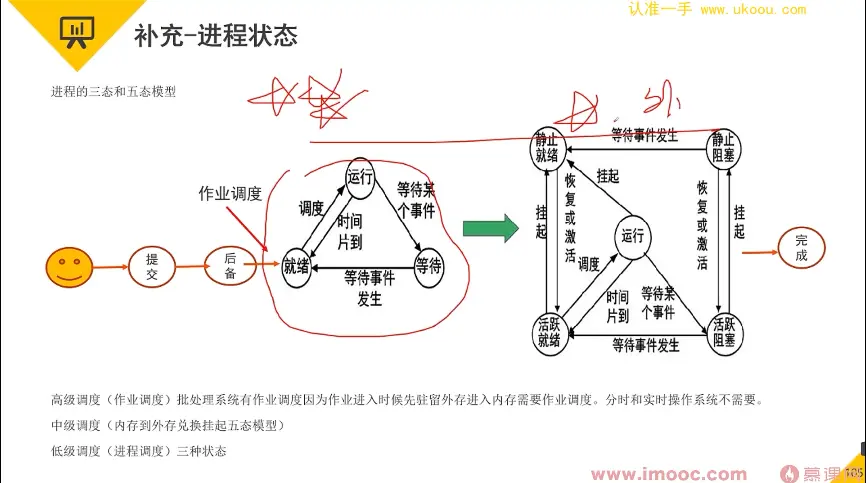 认准一手 www.ukoou.com
补充-进程状态
进程的三态和五态模型
外
作业调度
提交
后备
就绪
运行
等待
调度
时间片到
等待某个事件
等待事件发生
静止就绪
静止阻塞
等待事件发生
挂起
恢复或激活
挂起
运行
恢复或激活
挂起
调度
时间片到
等待某个事件
活跃就绪
活跃阻塞
等待事件发生
完成
高级调度（作业调度）批处理系统有作业调度因为作业进入时候先驻留外存进入内存需要作业调度。分时和实时操作系统不需要。
中级调度（内存到外存兑换挂起五态模型）
低级调度（进程调度）三种状态
www.imooc.com
慕课
105